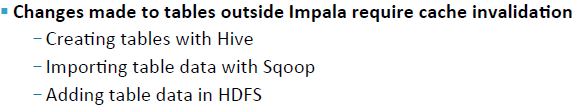 ▪ Changes made to tables outside Impala require cache invalidation
– Creating tables with Hive
– Importing table data with Sqoop
– Adding table data in HDFS